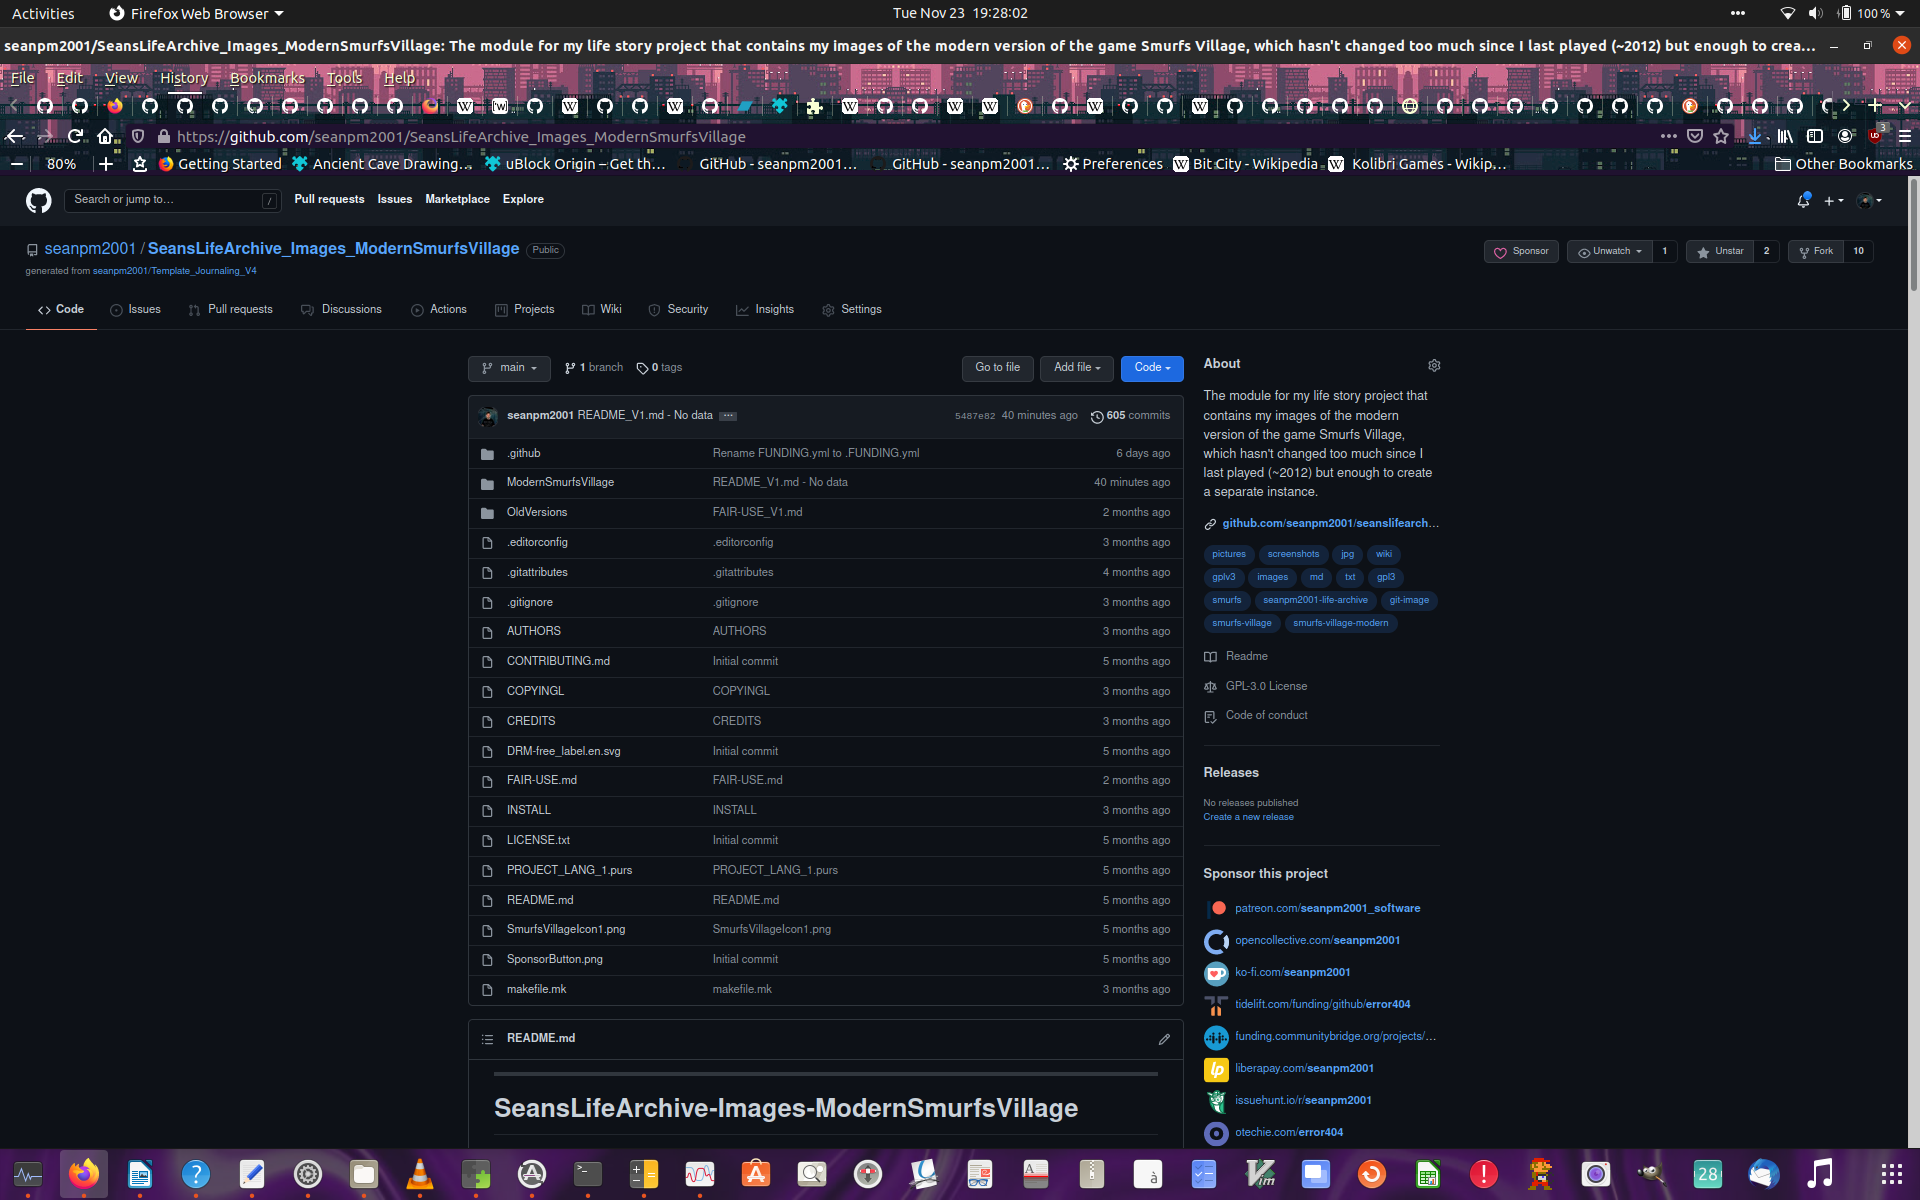 Activities Firefox Web Browser Tue Nov 23 19:28:02 100 %
seanpm2001/SeansLifeArchive_Images_ModernSmurfsVillage: The module for my life story project that contains my images of the modern version of the game Smurfs Village, which hasn't changed too much since I last played (~2012) but enough to crea...
File Edit View History Bookmarks Tools Help
https://github.com/seanpm2001/SeansLifeArchive_Images_ModernSmurfsVillage 3
80% Getting Started Ancient Cave Drawing... uBlock Origin – Get th... GitHub - seanpm2001... GitHub - seanpm2001... Preferences Bit City - Wikipedia Kolibri Games - Wikip... Other Bookmarks
Search or jump to… / Pull requests Issues Marketplace Explore
seanpm2001 / SeansLifeArchive_Images_ModernSmurfsVillage Public Sponsor Unwatch 1 Unstar 2 Fork 10
generated from seanpm2001/Template_Journaling_V4
Code Issues Pull requests Discussions Actions Projects Wiki Security Insights Settings
main 1 branch 0 tags Go to file Add file Code
seanpm2001 README_V1.md - No data ... 5487e82 40 minutes ago 605 commits
.github Rename FUNDING.yml to .FUNDING.yml 6 days ago
ModernSmurfsVillage README_V1.md - No data 40 minutes ago
OldVersions FAIR-USE_V1.md 2 months ago
.editorconfig .editorconfig 3 months ago
.gitattributes .gitattributes 4 months ago
.gitignore .gitignore 3 months ago
AUTHORS AUTHORS 3 months ago
CONTRIBUTING.md Initial commit 5 months ago
COPYINGL COPYINGL 3 months ago
CREDITS CREDITS 3 months ago
DRM-free_label.en.svg Initial commit 5 months ago
FAIR-USE.md FAIR-USE.md 2 months ago
INSTALL INSTALL 3 months ago
LICENSE.txt Initial commit 5 months ago
PROJECT_LANG_1.purs PROJECT_LANG_1.purs 5 months ago
README.md README.md 5 months ago
SmurfsVillageIcon1.png SmurfsVillageIcon1.png 5 months ago
SponsorButton.png Initial commit 5 months ago
makefile.mk makefile.mk 3 months ago
README.md
SeansLifeArchive-Images-ModernSmurfsVillage
About
The module for my life story project that
contains my images of the modern
version of the game Smurfs Village,
which hasn't changed too much since I
last played (~2012) but enough to create
a separate instance.
github.com/seanpm2001/seanslifearch...
pictures screenshots jpg wiki
gplv3 images md txt gpl3
smurfs seanpm2001-life-archive git-image
smurfs-village smurfs-village-modern
Readme
GPL-3.0 License
Code of conduct
Releases
No releases published
Create a new release
Sponsor this project
patreon.com/seanpm2001_software
opencollective.com/seanpm2001
ko-fi.com/seanpm2001
tidelift.com/funding/github/error404
funding.communitybridge.org/projects/...
liberapay.com/seanpm2001
issuehunt.io/r/seanpm2001
otechie.com/error404
28